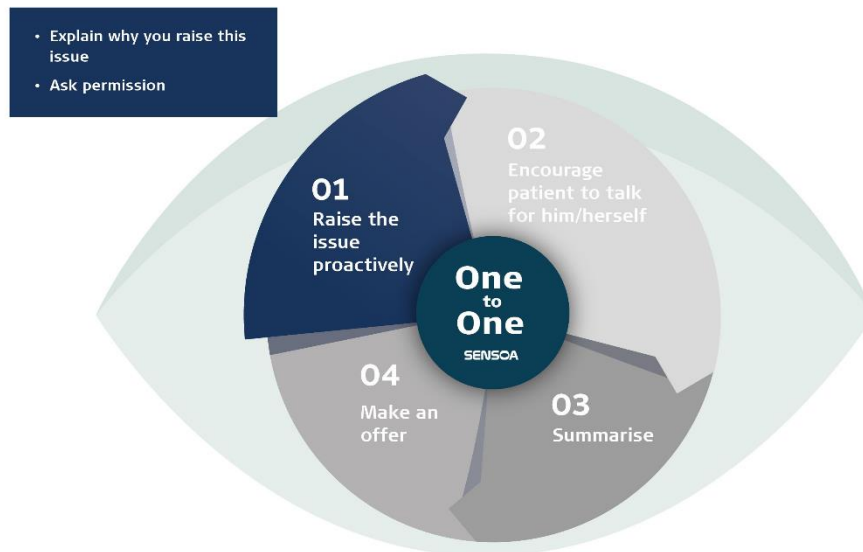 • Explain why you raise this
issue
• Ask permission
01
Raise the
issue
proactively
02
Encourage
patient to talk
for him/herself
One
to
One
SENSOA
04
Make an
offer
03
Summarise